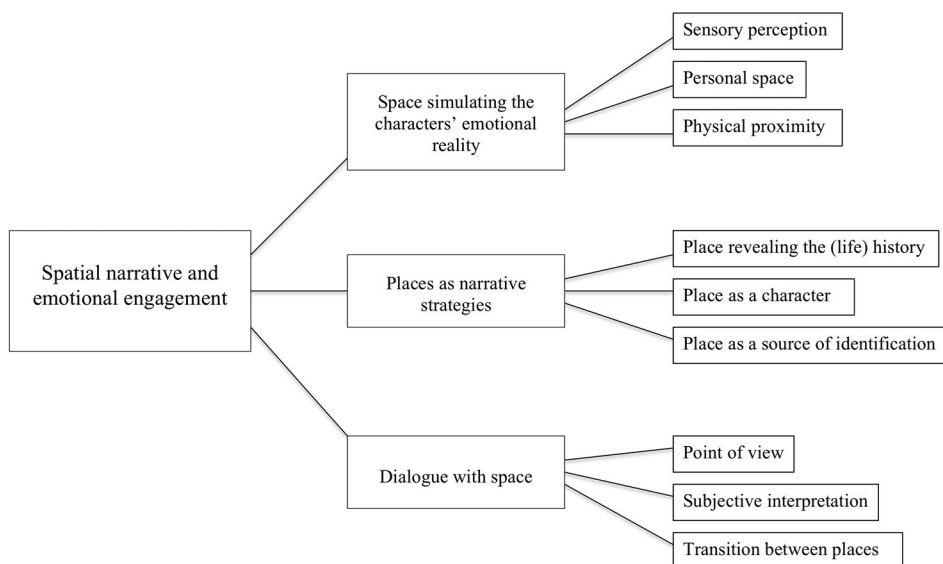 Spatial narrative and
emotional engagement
Space simulating the
characters' emotional
reality
Sensory perception
Personal space
Physical proximity
Places as narrative
strategies
Place revealing the (life) history
Place as a character
Place as a source of identification
Dialogue with space
Point of view
Subjective interpretation
Transition between places